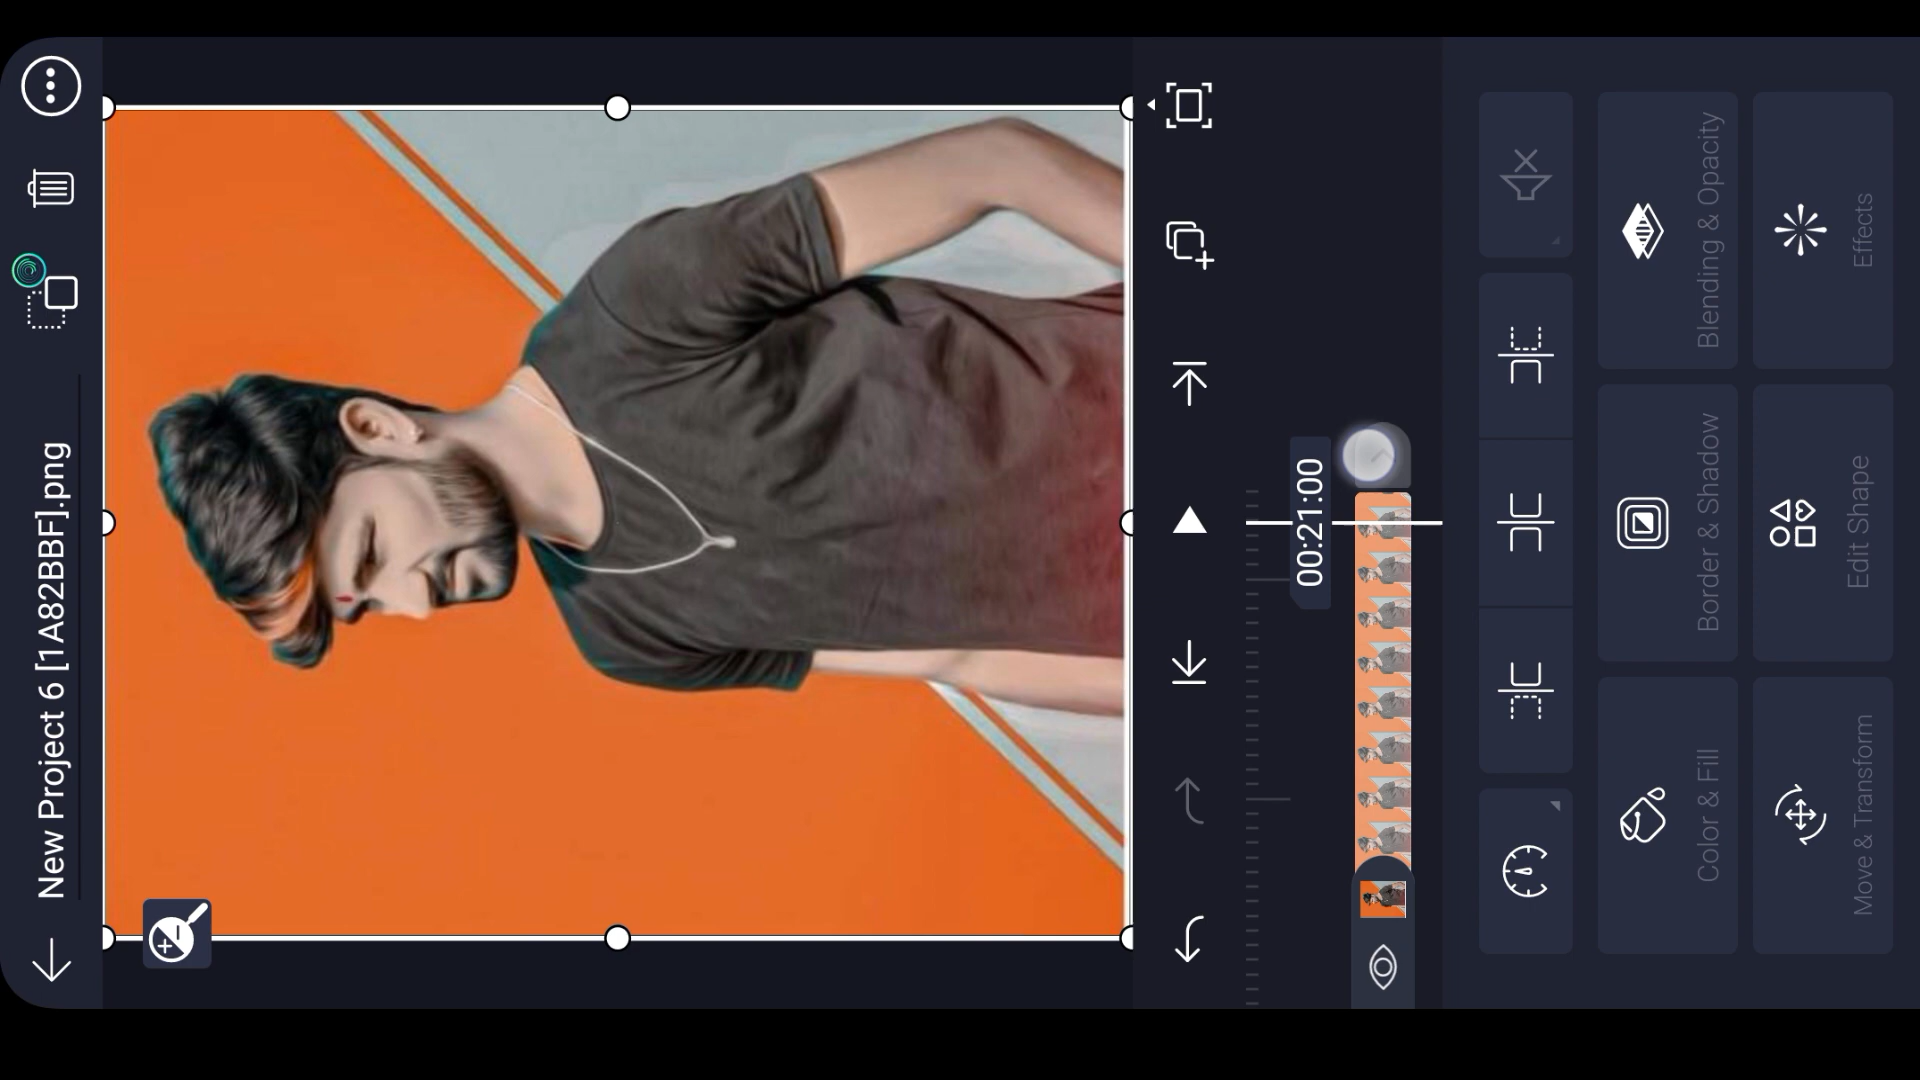 New Project 6 [1A82BBF].png
00:21:00
Color & Fill
Border & Shadow
Blending & Opacity
Move & Transform
Edit Shape
Effects